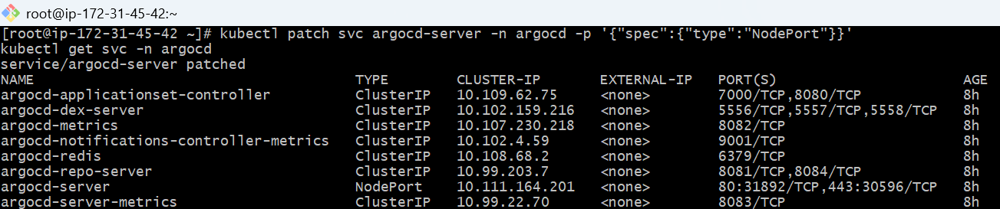 root@ip-172-31-45-42:~
[root@ip-172-31-45-42 ~]# kubectl patch svc argocd-server -n argocd -p '{"spec":{"type":"NodePort"}}'
kubectl get svc -n argocd
service/argocd-server patched
NAME TYPE CLUSTER-IP EXTERNAL-IP PORT(S) AGE
argocd-applicationset-controller ClusterIP 10.109.62.75 <none> 7000/TCP,8080/TCP 8h
argocd-dex-server ClusterIP 10.102.159.216 <none> 5556/TCP,5557/TCP,5558/TCP 8h
argocd-metrics ClusterIP 10.107.230.218 <none> 8082/TCP 8h
argocd-notifications-controller-metrics ClusterIP 10.102.4.59 <none> 9001/TCP 8h
argocd-redis ClusterIP 10.108.68.2 <none> 6379/TCP 8h
argocd-repo-server ClusterIP 10.99.203.7 <none> 8081/TCP,8084/TCP 8h
argocd-server NodePort 10.111.164.201 <none> 80:31892/TCP,443:30596/TCP 8h
argocd-server-metrics ClusterIP 10.99.22.70 <none> 8083/TCP 8h